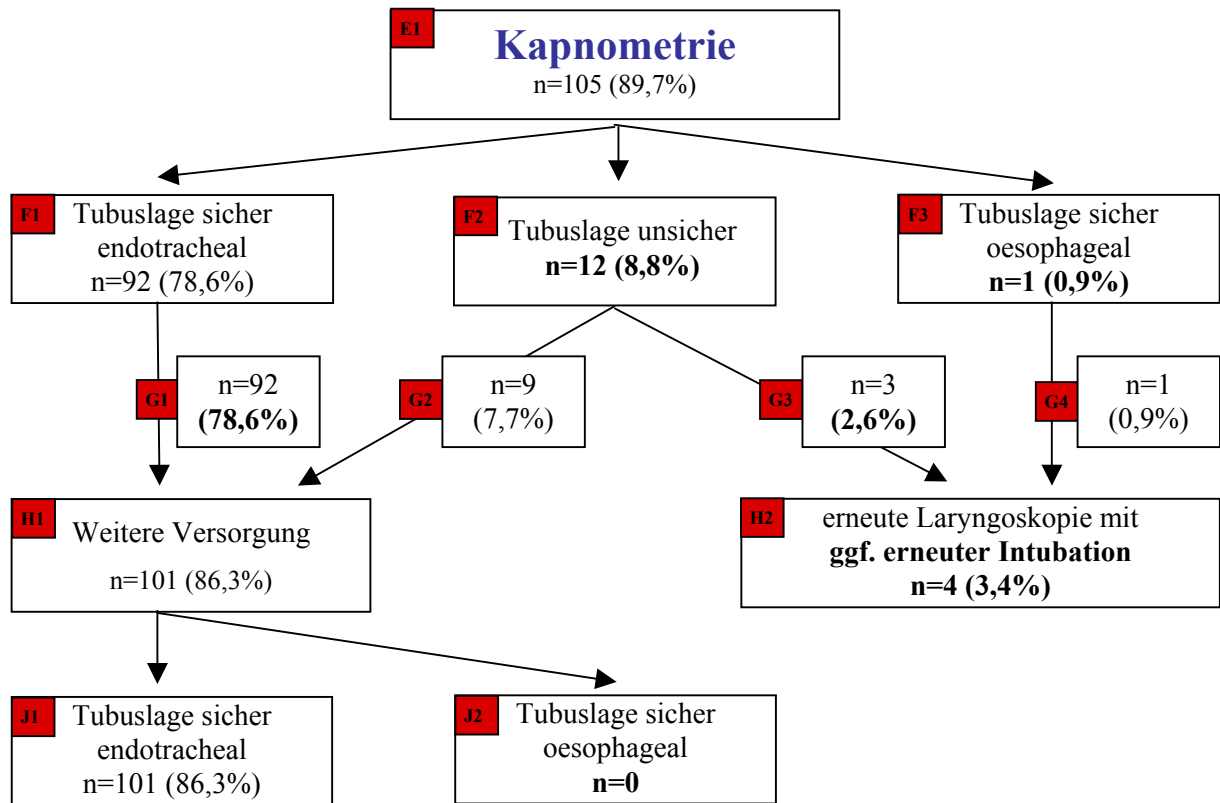 E1
Kapnometrie
n=105 (89,7%)
F1
Tubuslage sicher
endotracheal
n=92 (78,6%)
F2
Tubuslage unsicher
n=12 (8,8%)
F3
Tubuslage sicher
oesophageal
n=1 (0,9%)
G1
n=92
(78,6%)
G2
n=9
(7,7%)
G3
n=3
(2,6%)
G4
n=1
(0,9%)
H1
Weitere Versorgung
n=101 (86,3%)
H2
erneute Laryngoskopie mit
ggf. erneuter Intubation
n=4 (3,4%)
J1
Tubuslage sicher
endotracheal
n=101 (86,3%)
J2
Tubuslage sicher
oesophageal
n=0